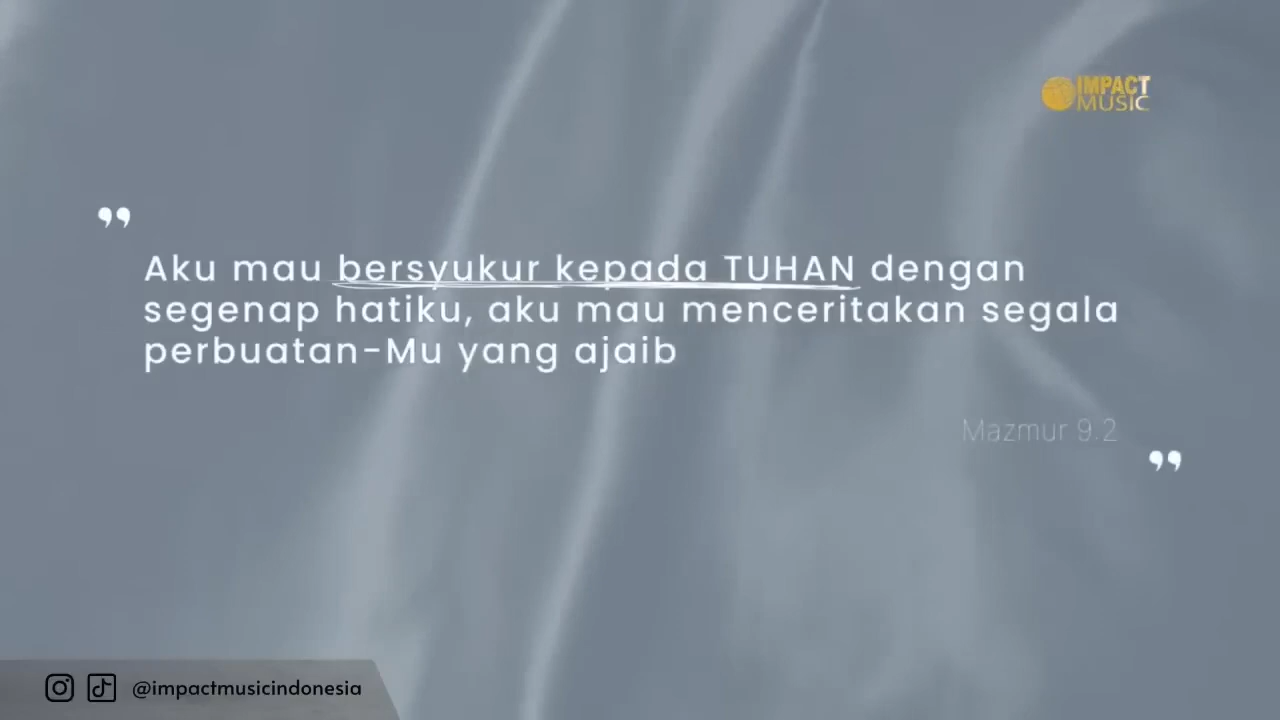 IMPACT
MUSIC
”
Aku mau bersyukur kepada TUHAN dengan
segenap hatiku, aku mau menceritakan segala
perbuatan-Mu yang ajaib
Mazmur 9.2
”
@impactmusicindonesia